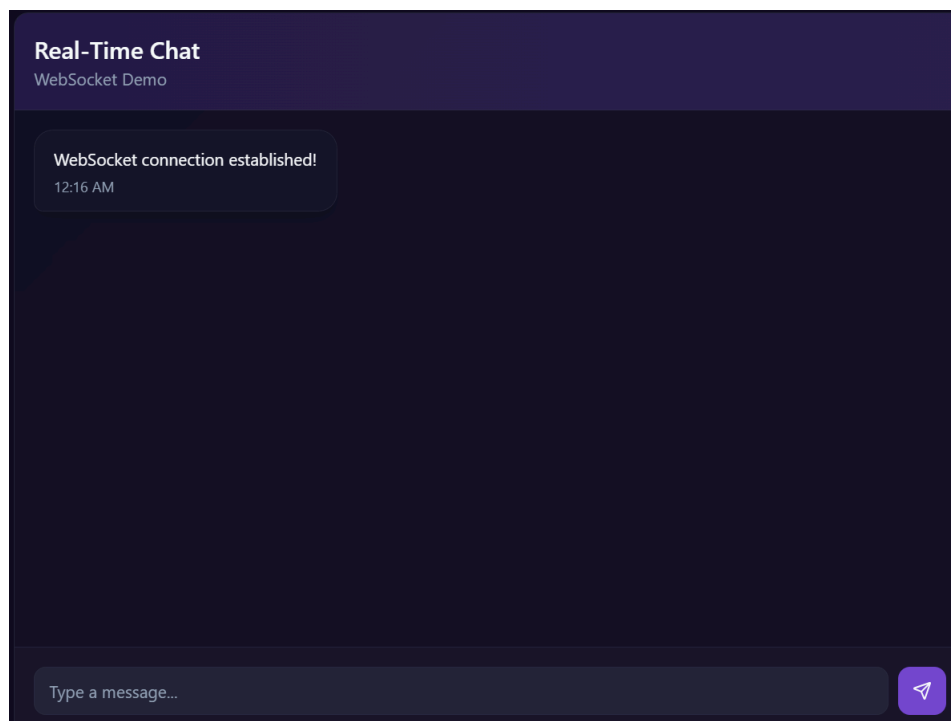 Real-Time Chat
WebSocket Demo
WebSocket connection established!
12:16 AM
Type a message...